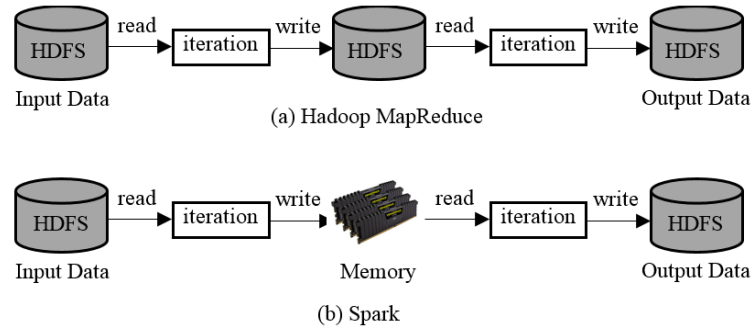 read write read write
HDFS iteration HDFS iteration HDFS
Input Data Output Data
(a) Hadoop MapReduce
read write read write
HDFS iteration iteration HDFS
Input Data Memory Output Data
(b) Spark